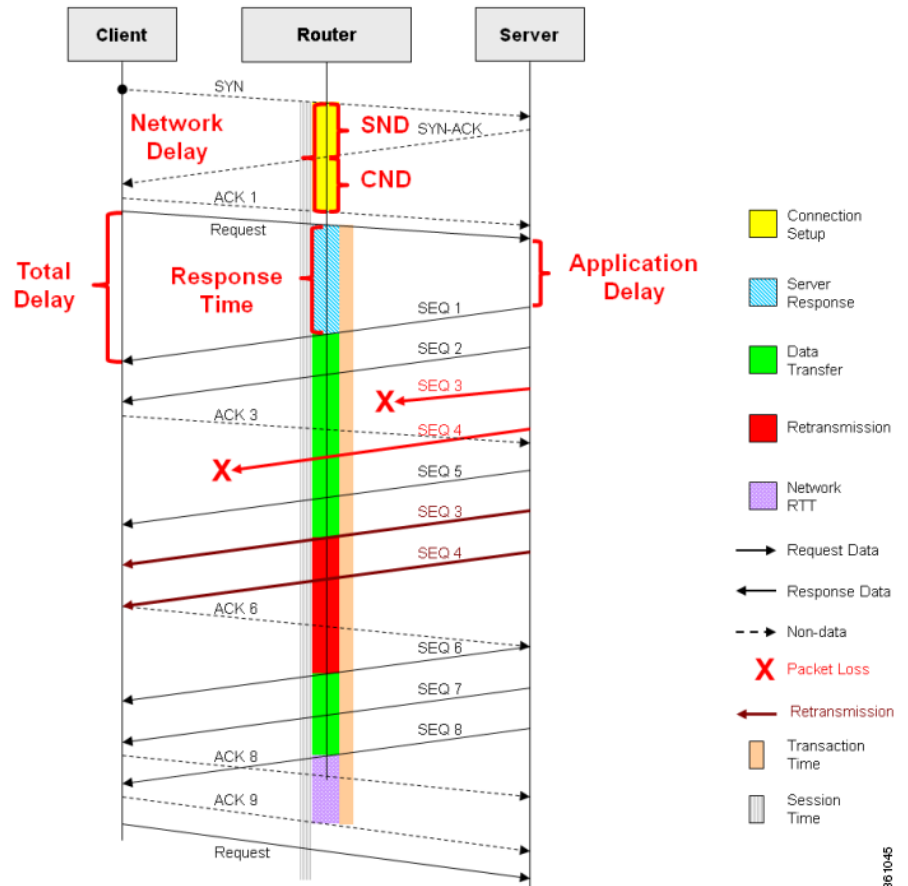 Client
Router
Server
SYN
SND
SYN-ACK
Network
Delay
CND
ACK 1
Request
Total
Delay
Response
Time
Application
Delay
SEQ 1
SEQ 2
SEQ 3
X
ACK 3
SEQ 4
X
SEQ 5
SEQ 3
SEQ 4
ACK 6
SEQ 6
SEQ 7
SEQ 8
ACK 8
ACK 9
Request
Connection
Setup
Server
Response
Data
Transfer
Retransmission
Network
RTT
Request Data
Response Data
Non-data
X Packet Loss
Retransmission
Transaction
Time
Session
Time
361045